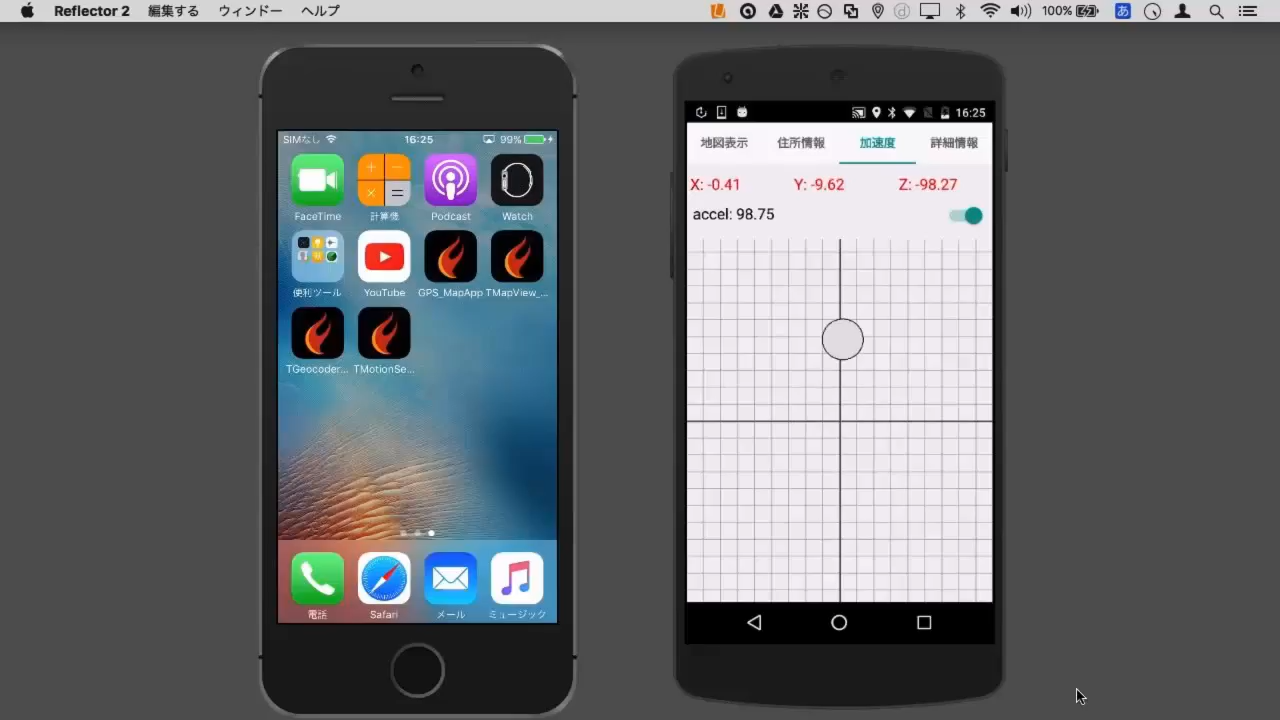 Reflector 2 編集する ウィンドー ヘルプ 100% あ
SIMなし 16:25 99%
FaceTime 計算機 Podcast Watch
便利ツール YouTube GPS_MapApp TMapView_...
TGeocoder... TMotionSe...
電話 Safari メール ミュージック
16:25
地図表示 住所情報 加速度 詳細情報
X: -0.41 Y: -9.62 Z: -98.27
accel: 98.75